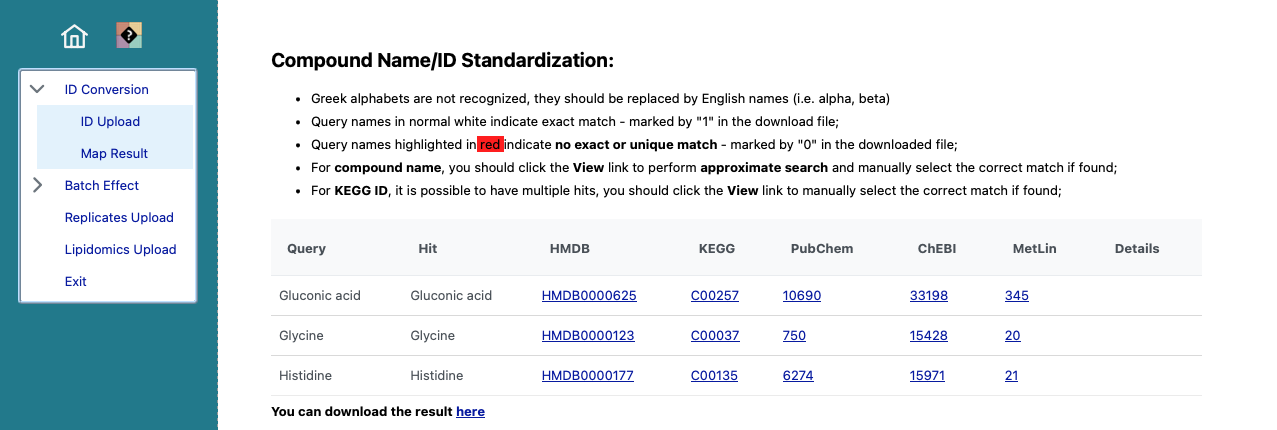 ?
ID Conversion
ID Upload
Map Result
Batch Effect
Replicates Upload
Lipidomics Upload
Exit
Compound Name/ID Standardization:
• Greek alphabets are not recognized, they should be replaced by English names (i.e. alpha, beta)
• Query names in normal white indicate exact match - marked by "1" in the download file;
• Query names highlighted in red indicate no exact or unique match - marked by "0" in the downloaded file;
• For compound name, you should click the View link to perform approximate search and manually select the correct match if found;
• For KEGG ID, it is possible to have multiple hits, you should click the View link to manually select the correct match if found;
Query Hit HMDB KEGG PubChem ChEBI MetLin Details
Gluconic acid Gluconic acid HMDB0000625 C00257 10690 33198 345
Glycine Glycine HMDB0000123 C00037 750 15428 20
Histidine Histidine HMDB0000177 C00135 6274 15971 21
You can download the result here